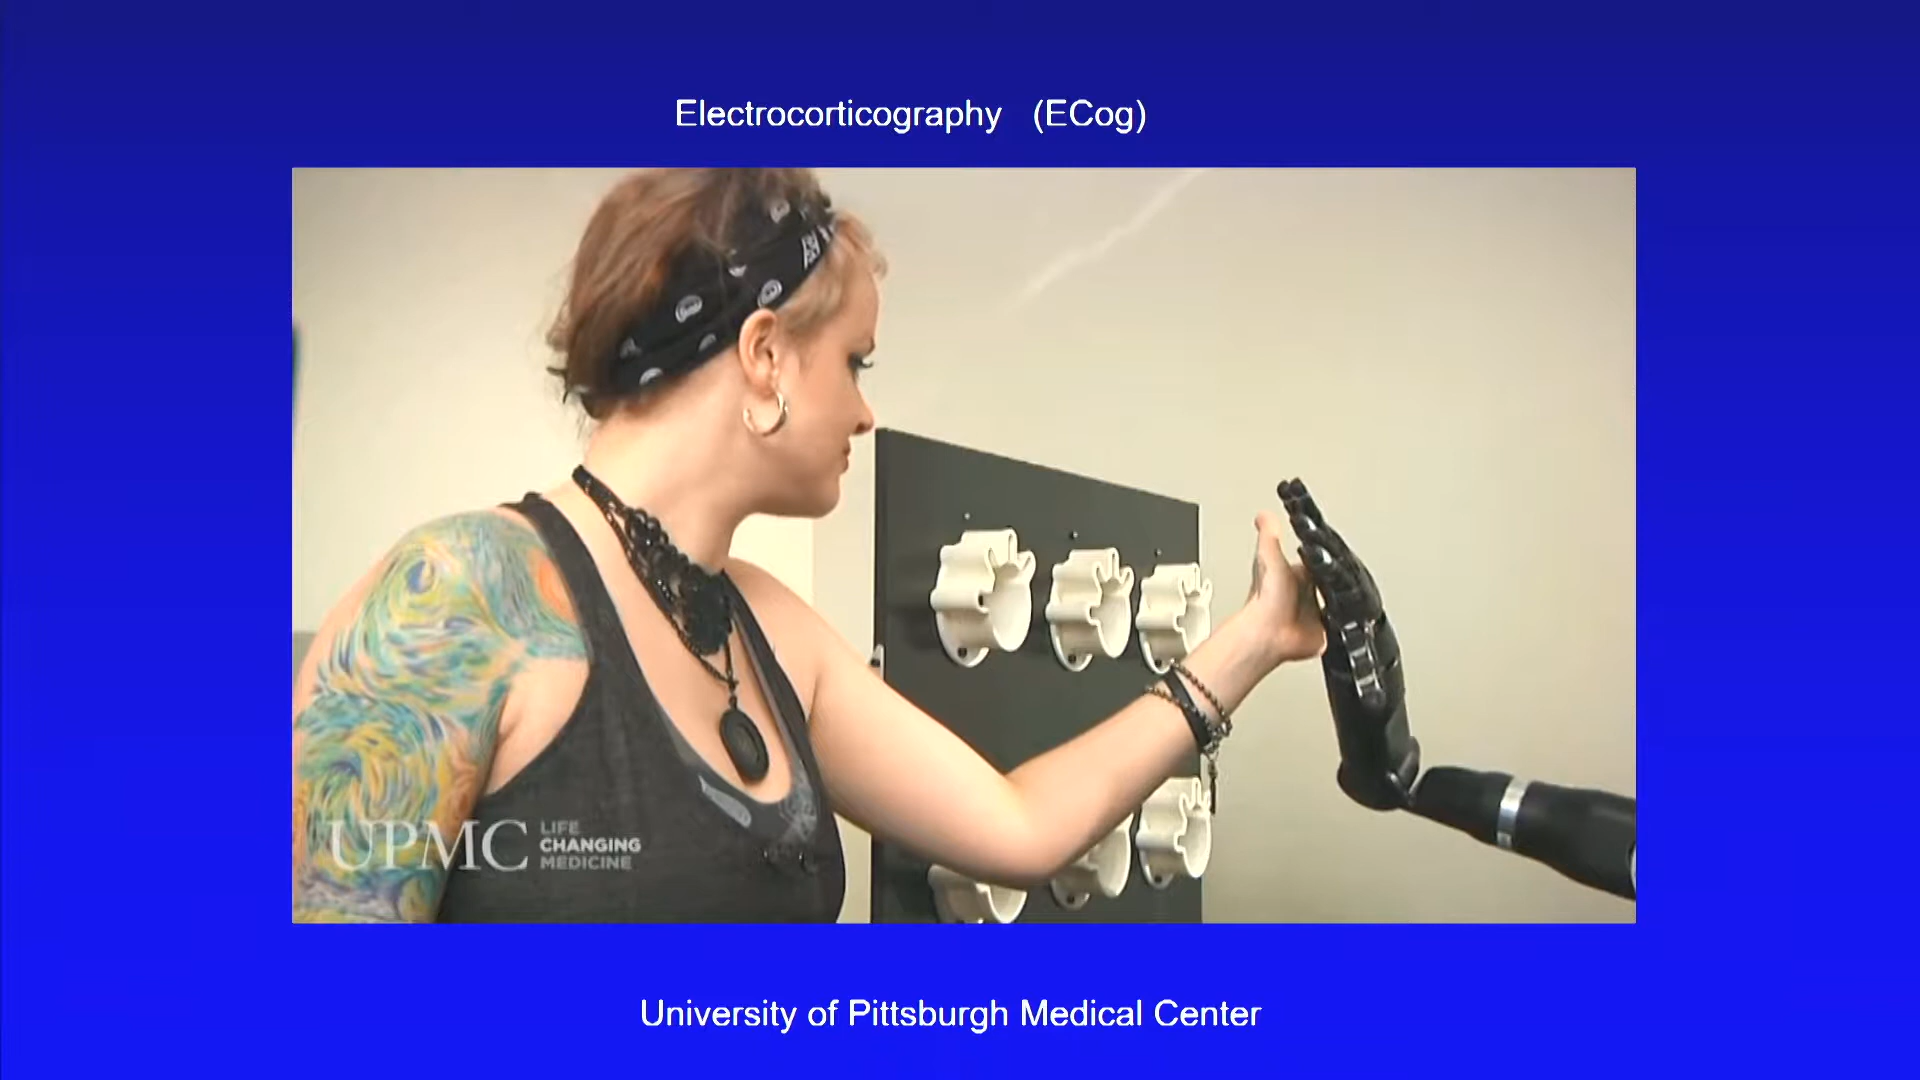 Electrocorticography (ECog)
UPMC LIFE
CHANGING
MEDICINE
University of Pittsburgh Medical Center